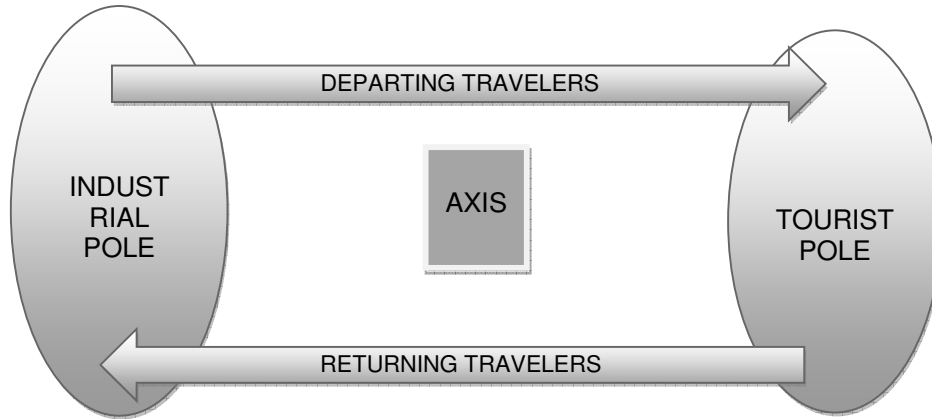 DEPARTING TRAVELERS
INDUST
RIAL
POLE
AXIS
TOURIST
POLE
RETURNING TRAVELERS